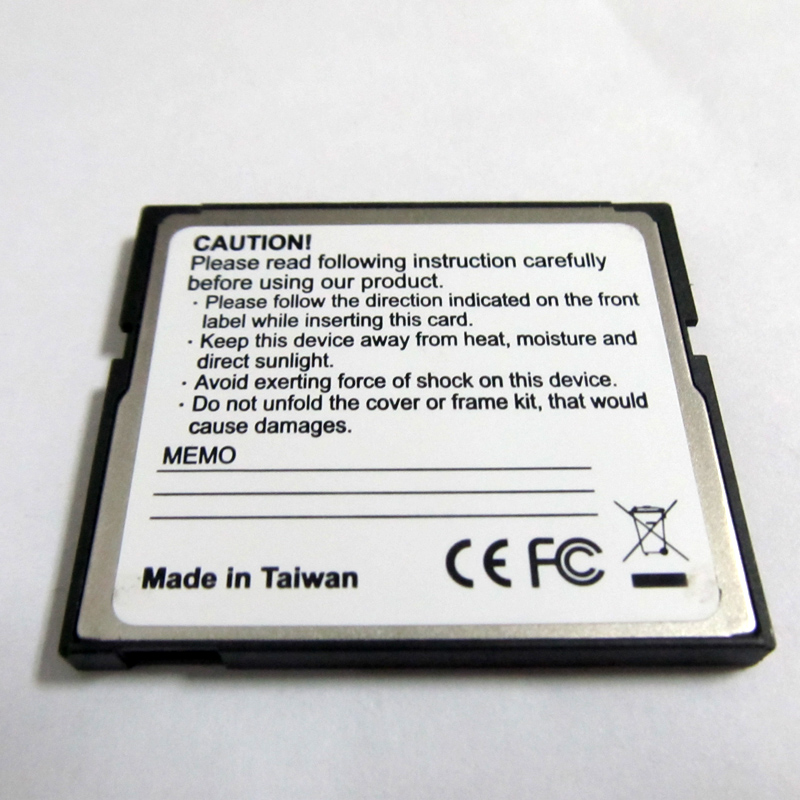 CAUTION!
Please read following instruction carefully
before using our product.
· Please follow the direction indicated on the front
label while inserting this card.
· Keep this device away from heat, moisture and
direct sunlight.
· Avoid exerting force of shock on this device.
· Do not unfold the cover or frame kit, that would
cause damages.
MEMO
Made in Taiwan CE FC